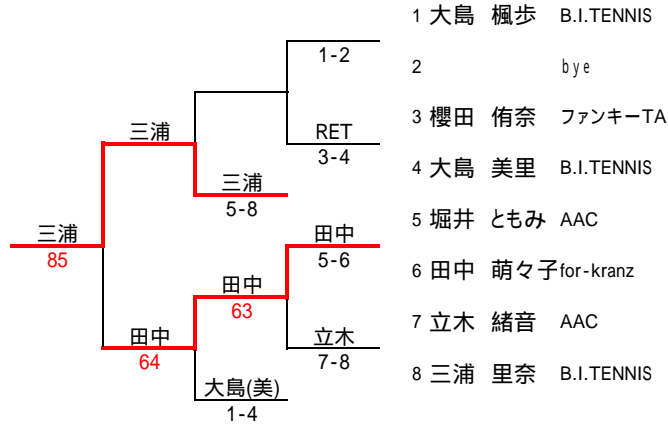 1 大島 楓歩 B.I.TENNIS
1-2
2 bye
三浦
RET
3-4
3 櫻田 侑奈 ファンキーTA
4 大島 美里 B.I.TENNIS
三浦
5-8
5 堀井 ともみ AAC
三浦
85
田中
5-6
6 田中 萌々子 for-kranz
田中
63
7 立木 緒音 AAC
田中
64
立木
7-8
8 三浦 里奈 B.I.TENNIS
大島(美)
1-4